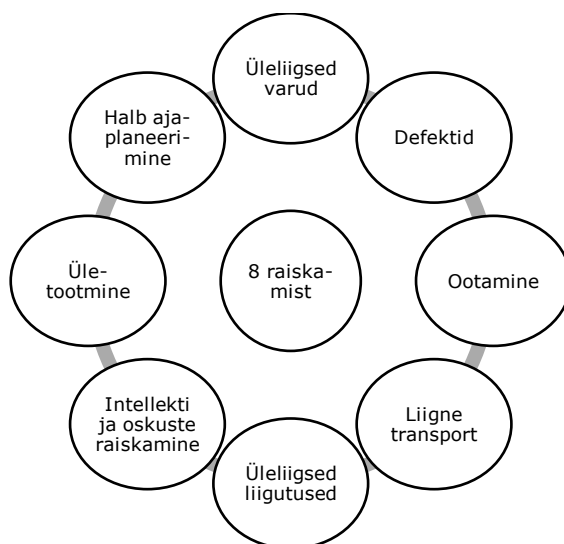 Üleliigsed
varud
Defektid
Ootamine
Liigne
transport
Üleliigsed
liigutused
Intellekti
ja oskuste
raiskamine
Üle-
tootmine
Halb aja-
planeeri-
mine
8 raiska-
mist